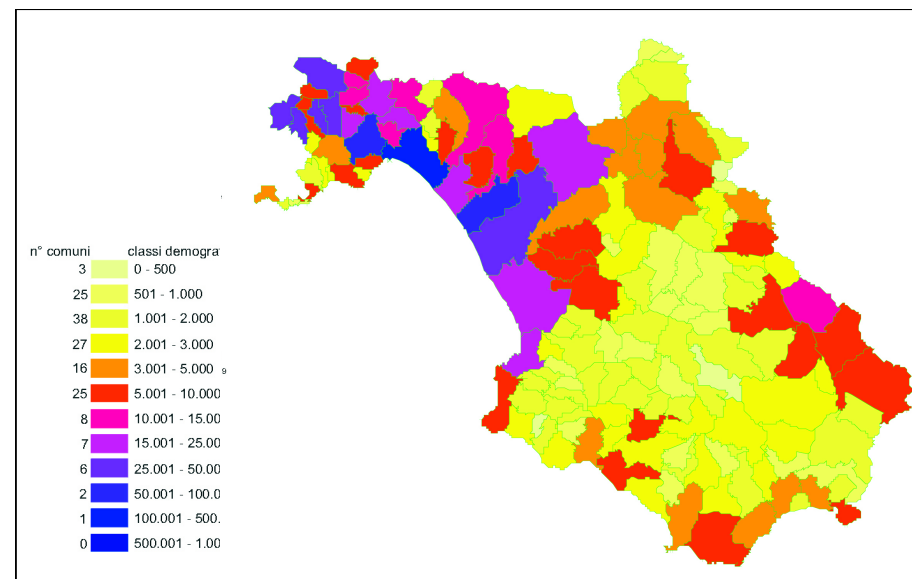 n° comuni classi demograf
3 0 - 500
25 501 - 1.000
38 1.001 - 2.000
27 2.001 - 3.000
16 3.001 - 5.000 9
25 5.001 - 10.000
8 10.001 - 15.00
7 15.001 - 25.00
6 25.001 - 50.00
2 50.001 - 100.0
1 100.001 - 500.
0 500.001 - 1.00